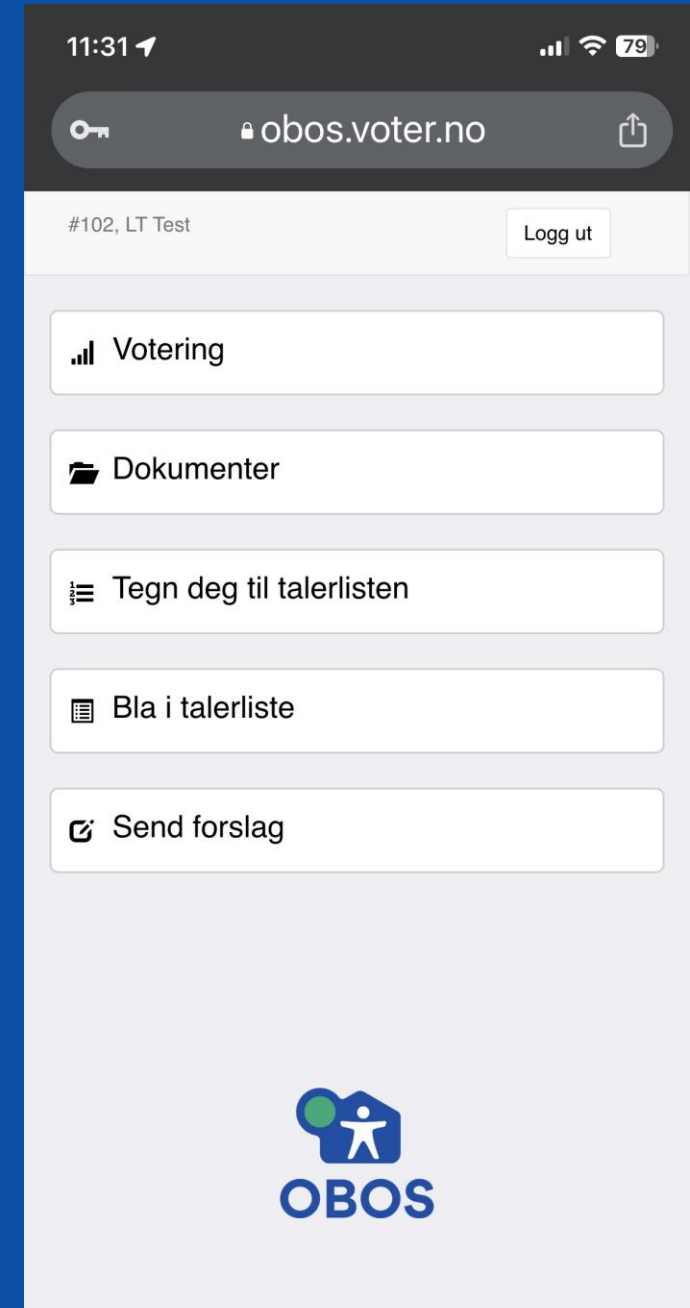 11:31
79
obos.voter.no
#102, LT Test
Logg ut
Votering
Dokumenter
Tegn deg til talerlisten
Bla i talerliste
Send forslag
OBOS